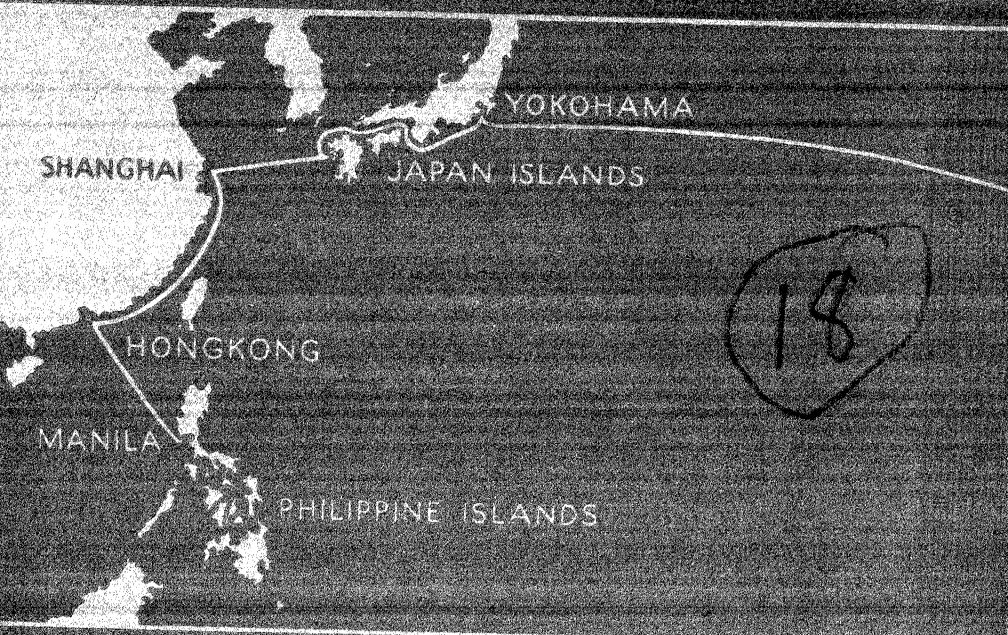 YOKOHAMA
SHANGHAI
JAPAN ISLANDS
18
HONGKONG
MANILA
PHILIPPINE ISLANDS